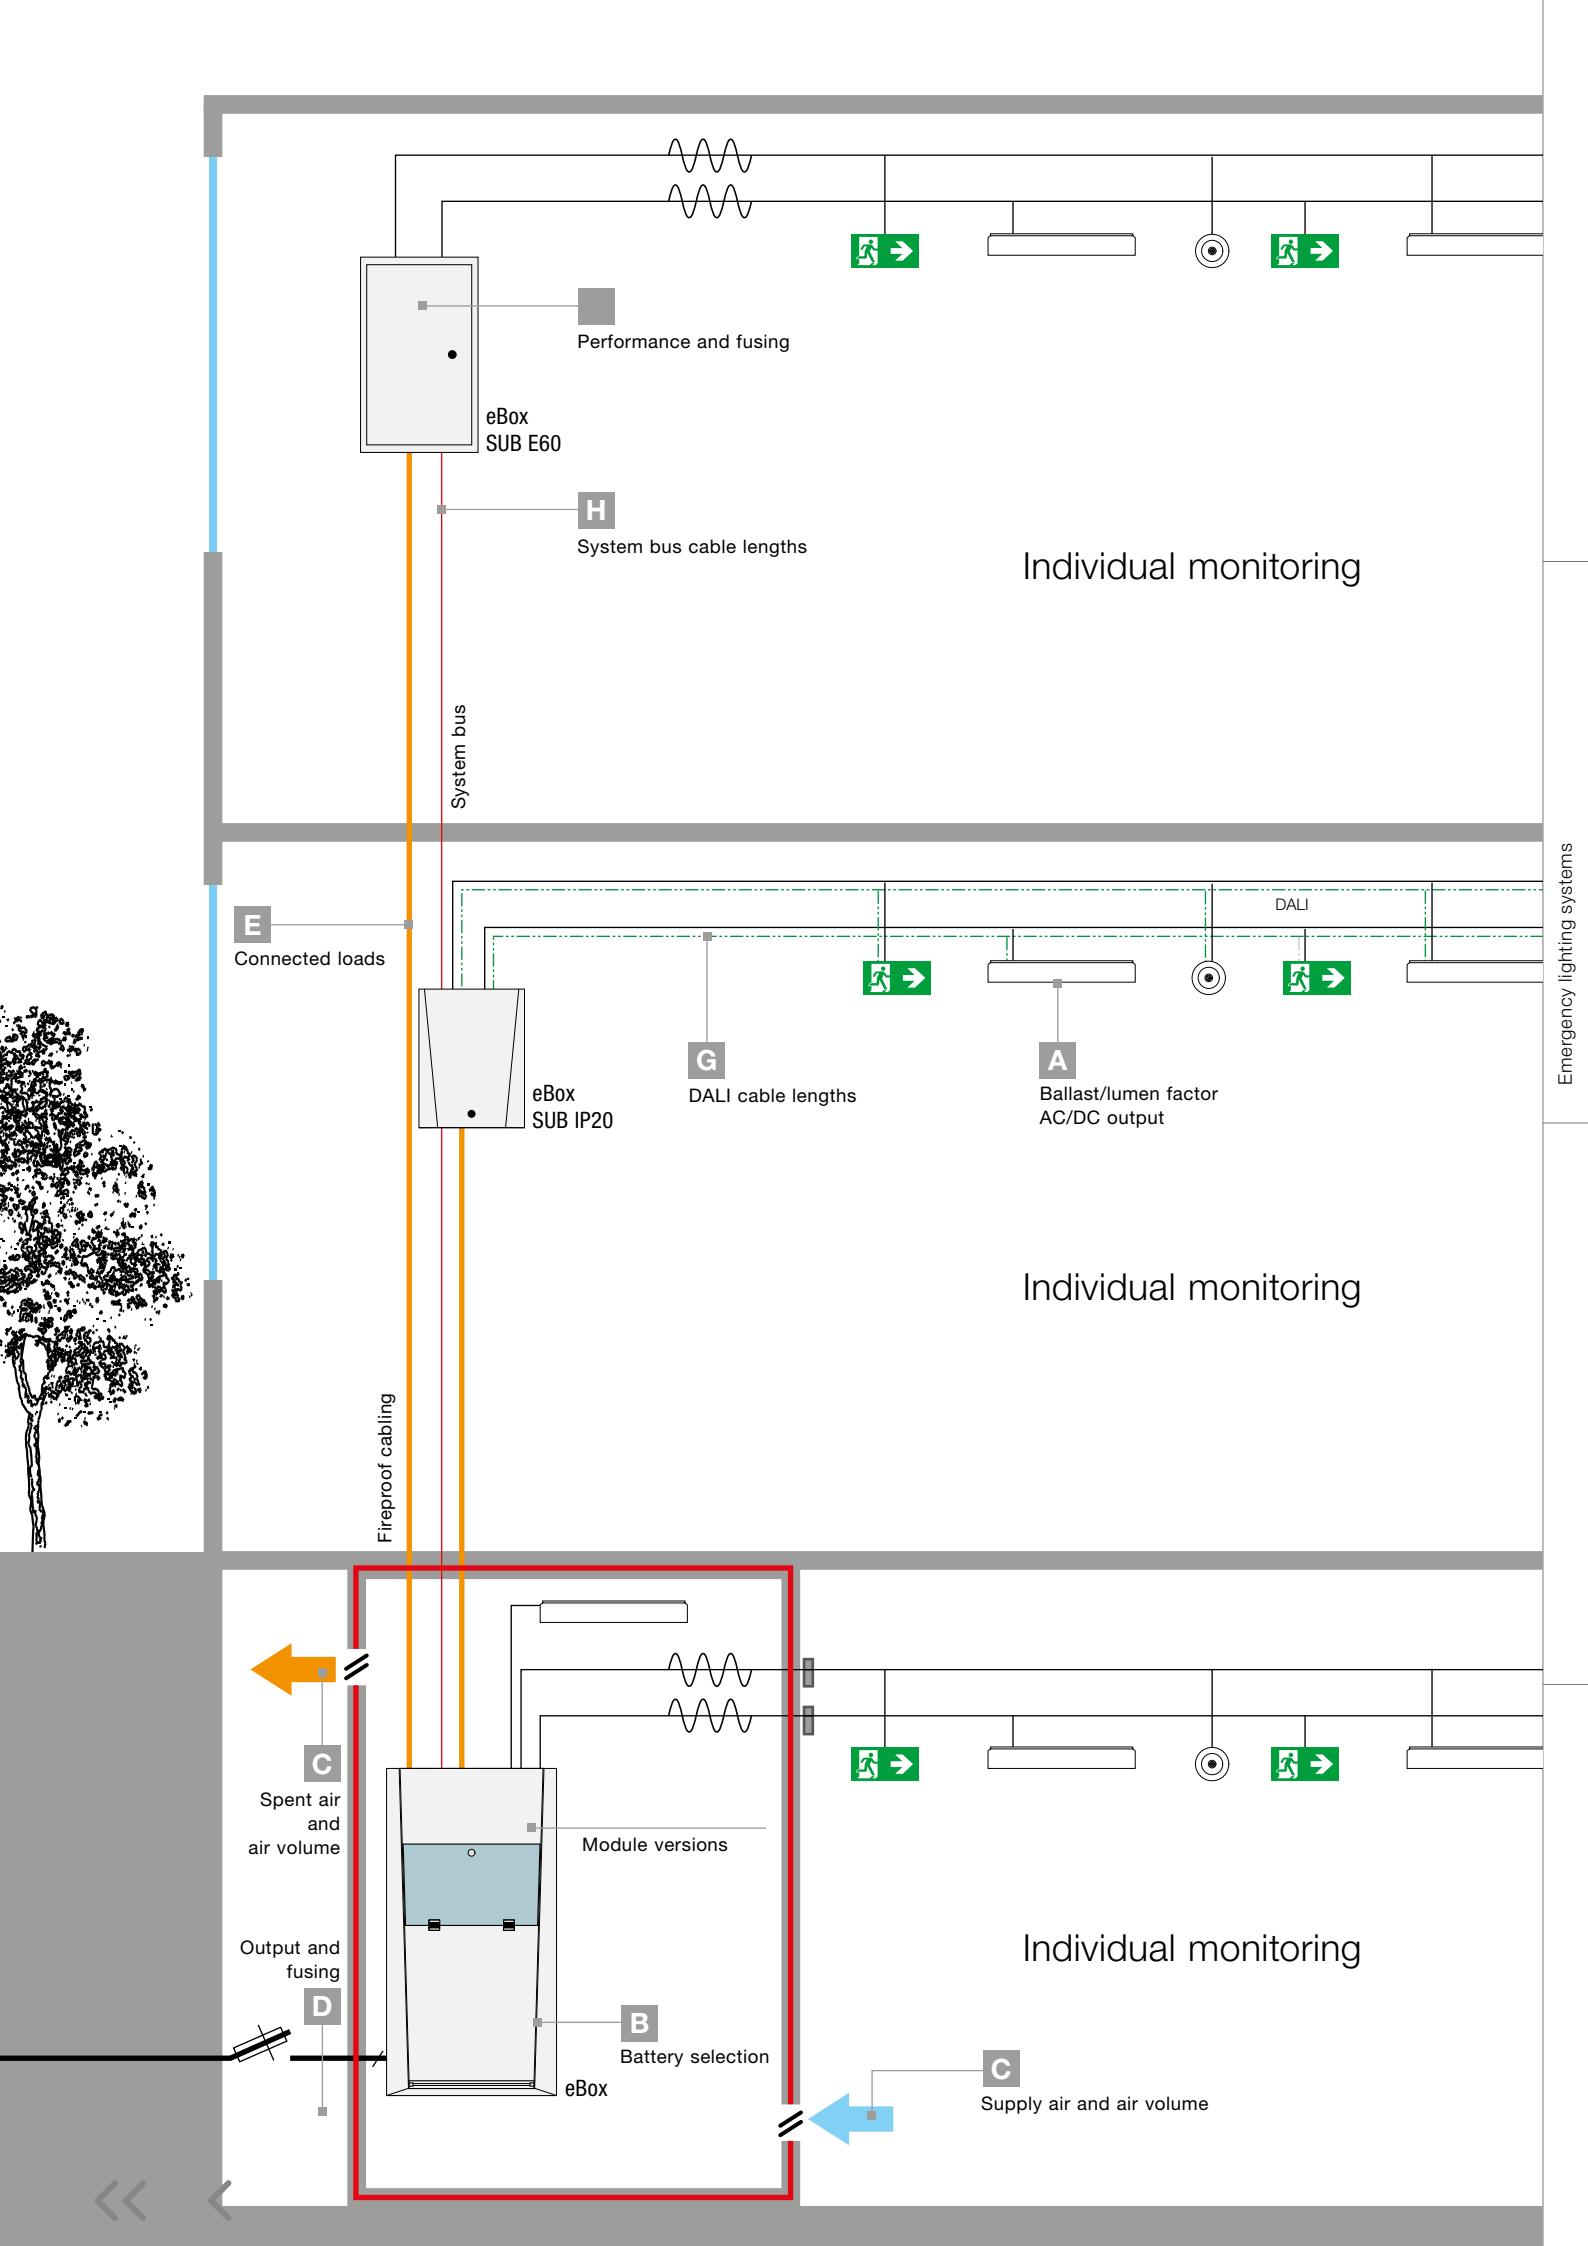 Performance and fusing
eBox
SUB E60
H
System bus cable lengths
Individual monitoring
System bus
E
Connected loads
DALI
G
DALI cable lengths
A
Ballast/lumen factor
AC/DC output
eBox
SUB IP20
Emergency lighting systems
Individual monitoring
Fireproof cabling
C
Spent air
and
air volume
Module versions
Output and
fusing
D
B
Battery selection
eBox
Individual monitoring
C
Supply air and air volume